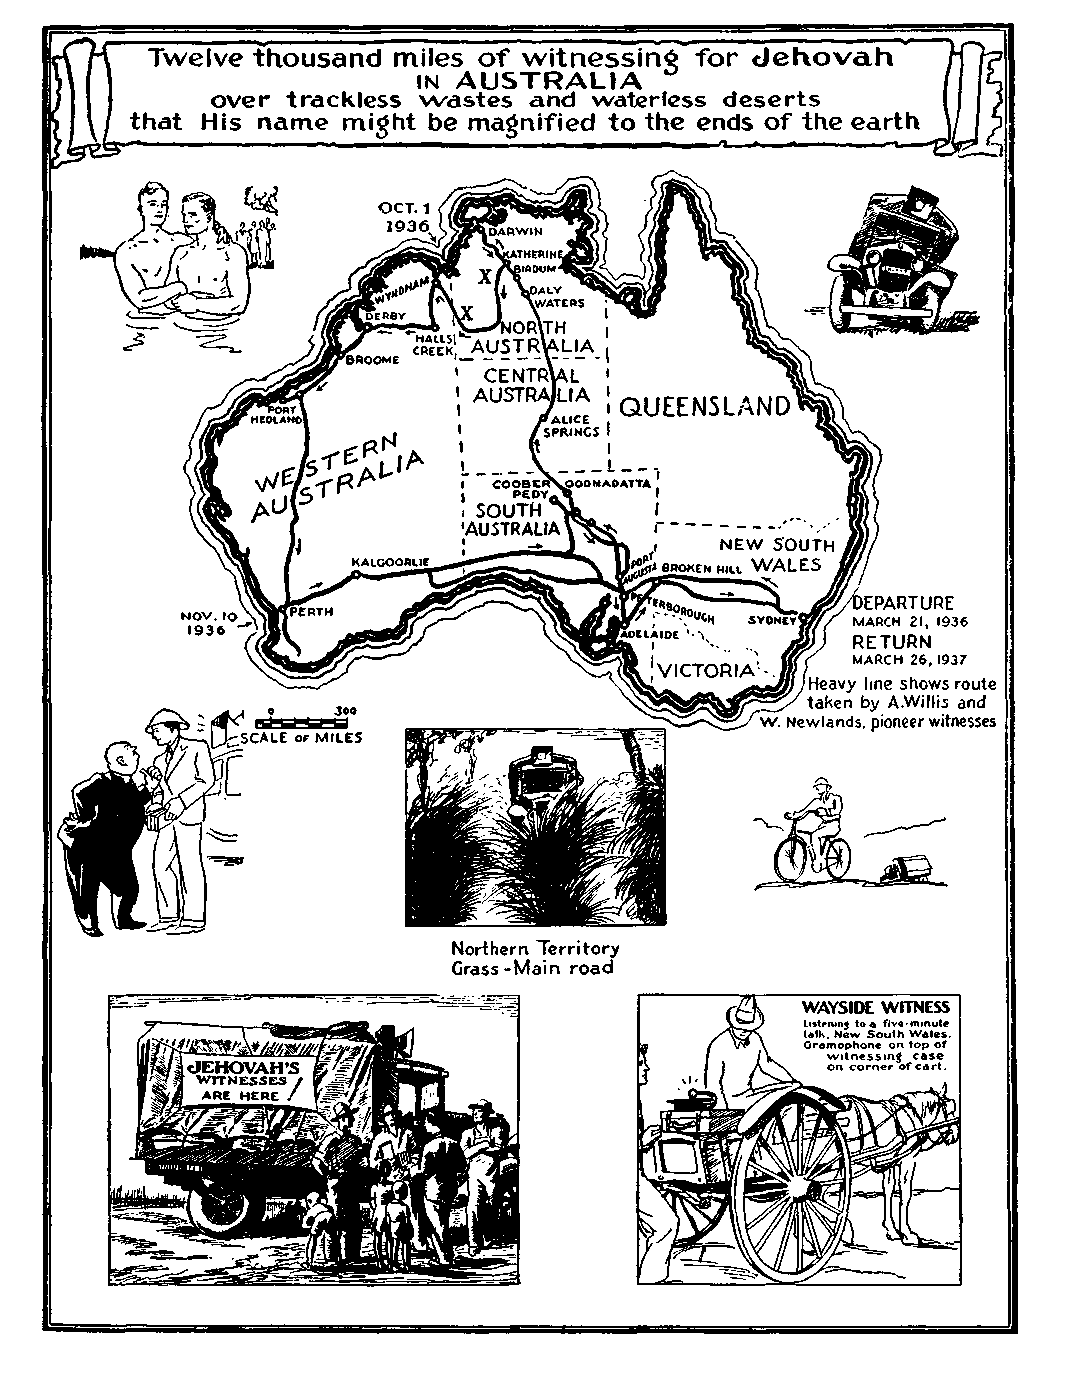 Twelve thousand miles of witnessing for Jehovah
IN AUSTRALIA
over trackless wastes and waterless deserts
that His name might be magnified to the ends of the earth
OCT. 1
1936
DARWIN
KATHERINE
BIRDUM
X
WYNDHAM
DALY
WATERS
DERBY
X
HALLS
CREEK
NORTH
AUSTRALIA
BROOME
CENTRAL
AUSTRALIA
QUEENSLAND
PORT
HEDLAND
ALICE
SPRINGS
WESTERN
AUSTRALIA
COOBER
PEDY
OODNADATTA
SOUTH
AUSTRALIA
NEW SOUTH
WALES
KALGOORLIE
PORT
AUGUSTA
BROKEN HILL
PERTH
PETERBOROUGH
SYDNEY
NOV. 10
1936
ADELAIDE
VICTORIA
DEPARTURE
MARCH 21, 1936
RETURN
MARCH 26, 1937
Heavy line shows route
taken by A. Willis and
W. Newlands, pioneer witnesses
0 300
SCALE OF MILES
Northern Territory
Grass - Main road
JEHOVAH'S
WITNESSES
ARE HERE!
WAYSIDE WITNESS
Listening to a five-minute
talk, New South Wales.
Gramophone on top of
witnessing case
on corner of cart.